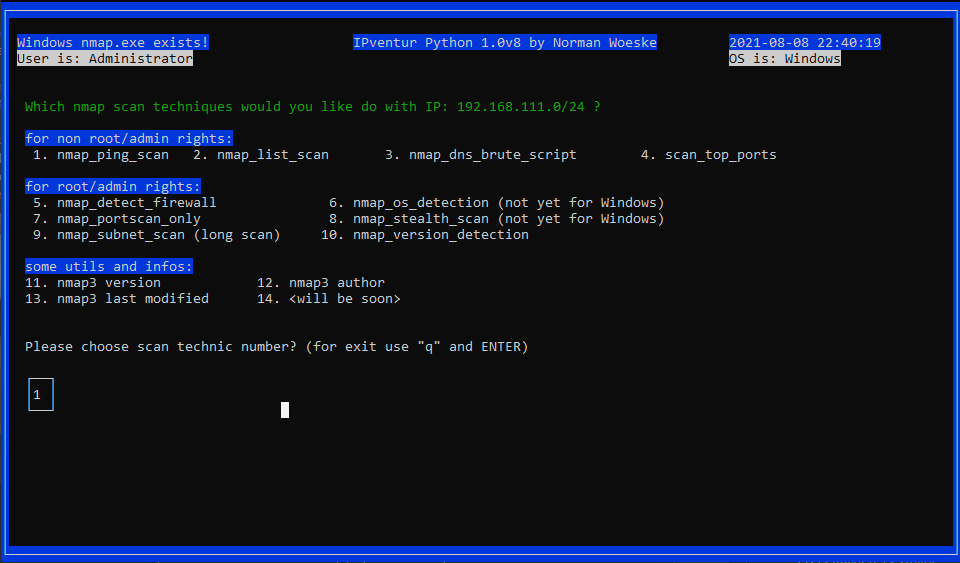 Windows nmap.exe exists! IPventur Python 1.0v8 by Norman Woeske 2021-08-08 22:40:19
User is: Administrator OS is: Windows
Which nmap scan techniques would you like do with IP: 192.168.111.0/24 ?
for non root/admin rights:
1. nmap_ping_scan 2. nmap_list_scan 3. nmap_dns_brute_script 4. scan_top_ports
for root/admin rights:
5. nmap_detect_firewall 6. nmap_os_detection (not yet for Windows)
7. nmap_portscan_only 8. nmap_stealth_scan (not yet for Windows)
9. nmap_subnet_scan (long scan) 10. nmap_version_detection
some utils and infos:
11. nmap3 version 12. nmap3 author
13. nmap3 last modified 14. <will be soon>
Please choose scan technic number? (for exit use "q" and ENTER)
1